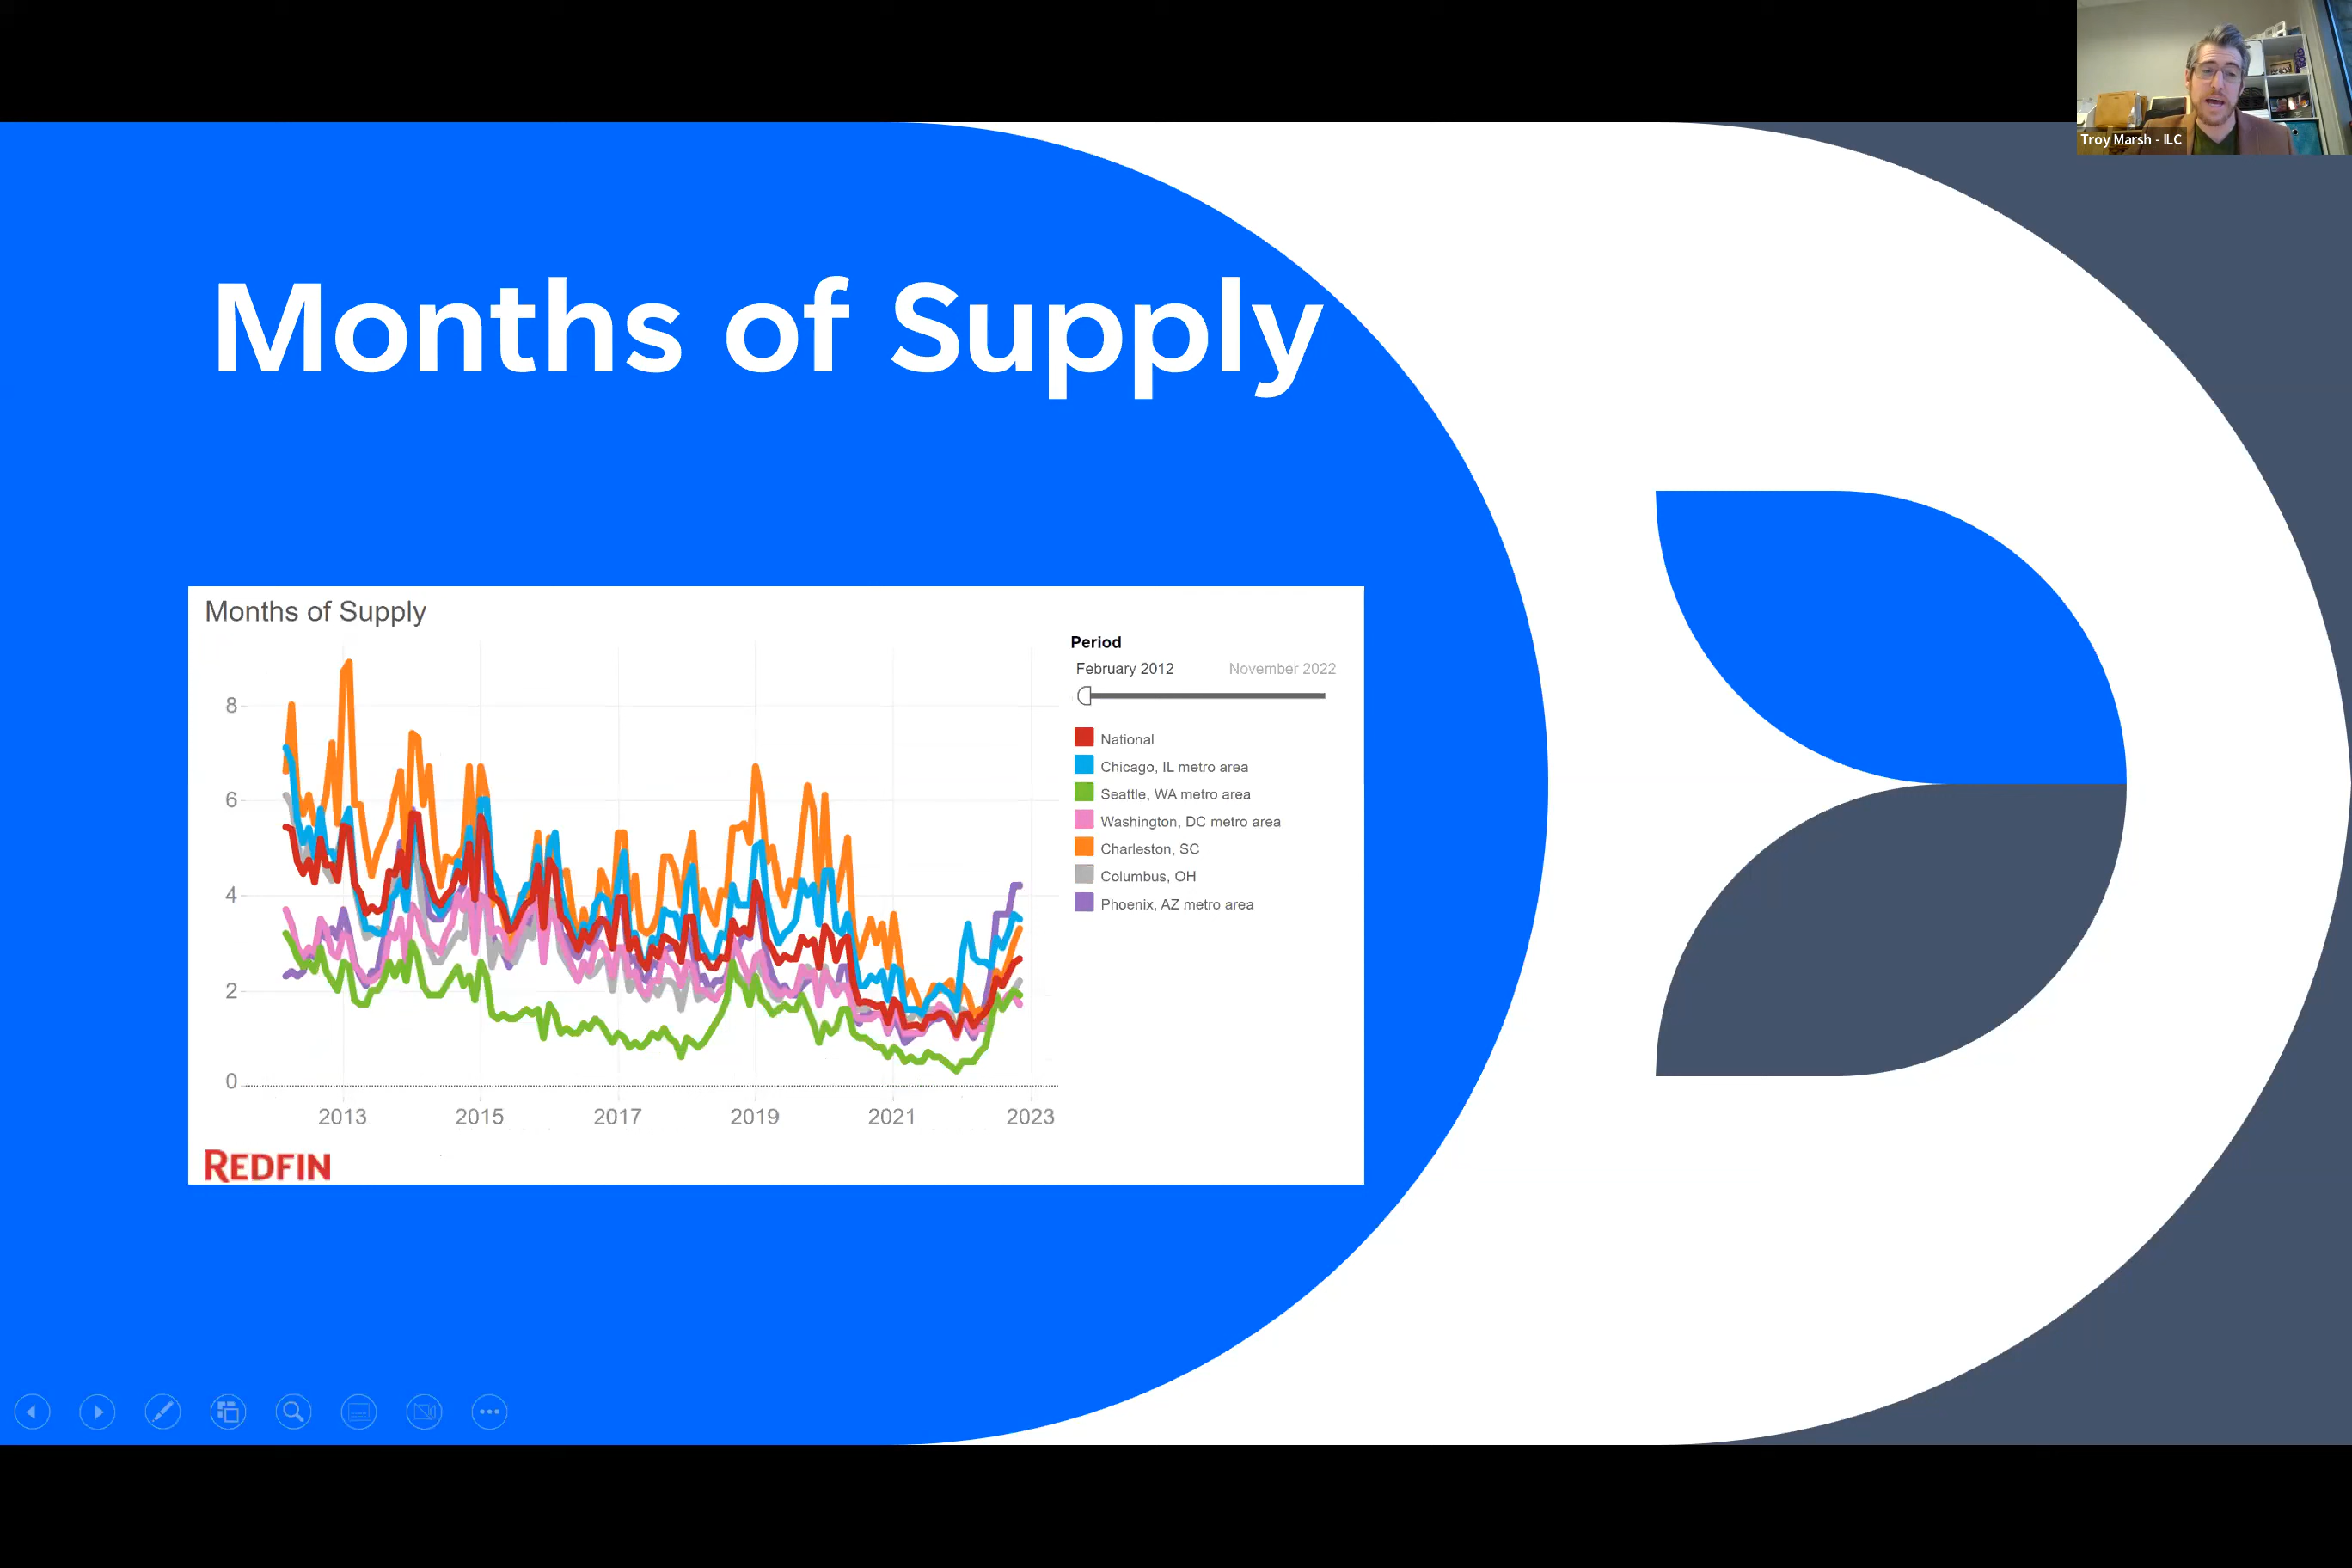 Troy Marsh - ILC
Months of Supply
Months of Supply
Period
February 2012 November 2022
8
6
4
2
0
2013 2015 2017 2019 2021 2023
National
Chicago, IL metro area
Seattle, WA metro area
Washington, DC metro area
Charleston, SC
Columbus, OH
Phoenix, AZ metro area
REDFIN